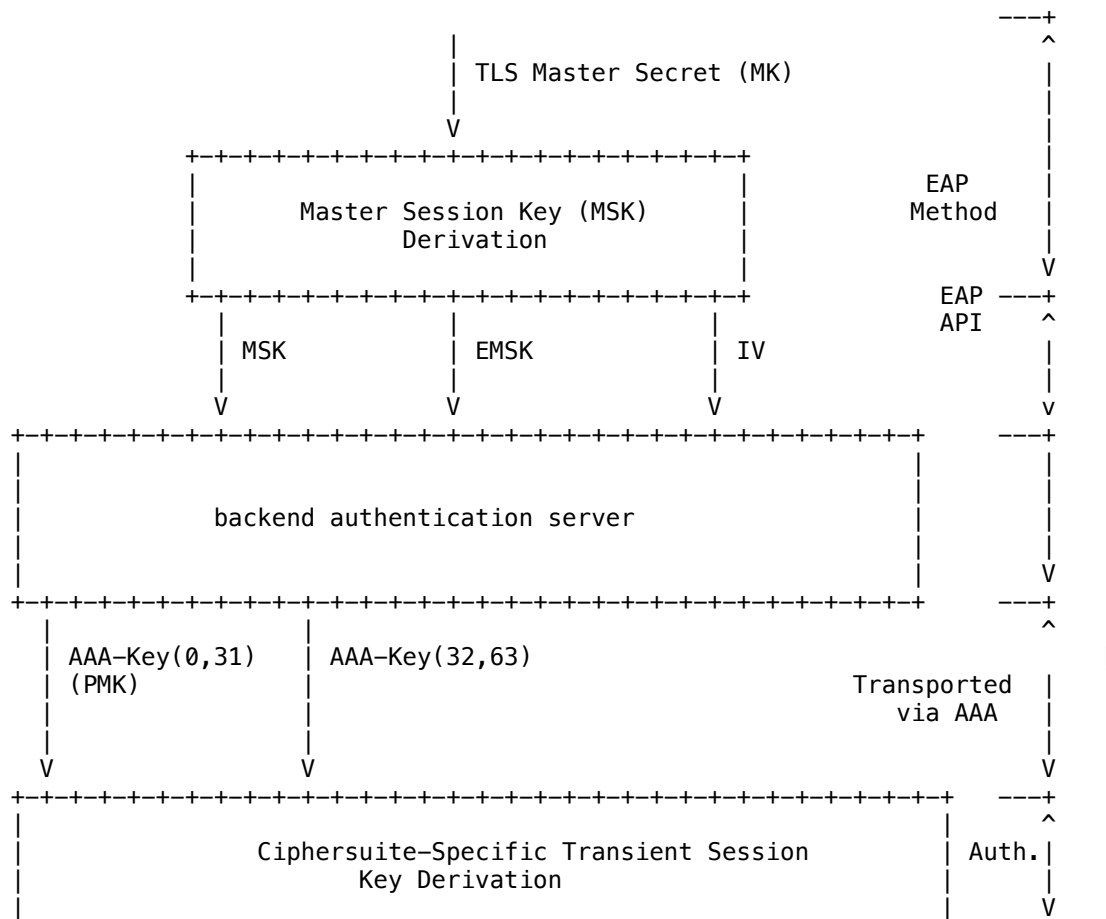 TLS Master Secret (MK)
EAP
Master Session Key (MSK) Method
Derivation
EAP
API
MSK EMSK IV
backend authentication server
AAA-Key(0,31) AAA-Key(32,63)
(PMK) Transported
via AAA
Ciphersuite-Specific Transient Session Auth.
Key Derivation